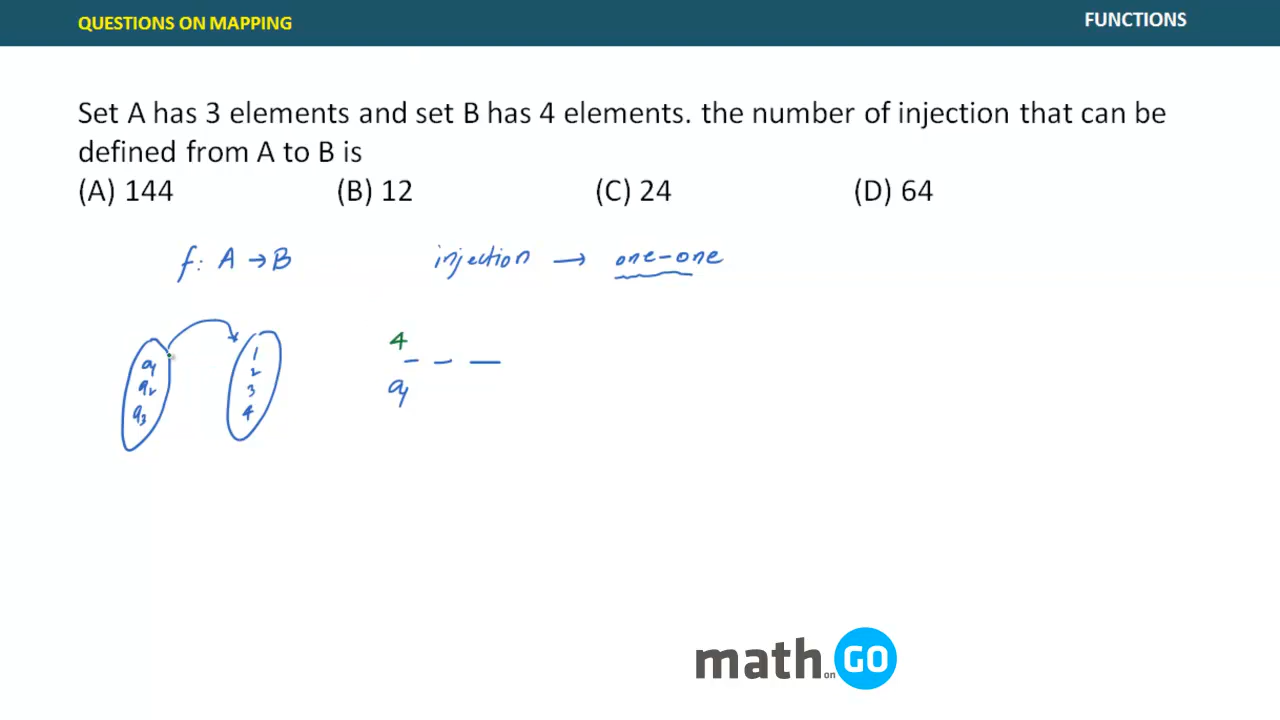 QUESTIONS ON MAPPING
FUNCTIONS
Set A has 3 elements and set B has 4 elements. the number of injection that can be
defined from A to B is
(A) 144 (B) 12 (C) 24 (D) 64
f: A → B injection → one-one
4
a1
a1 1
a2 2
a3 3
4
math on GO